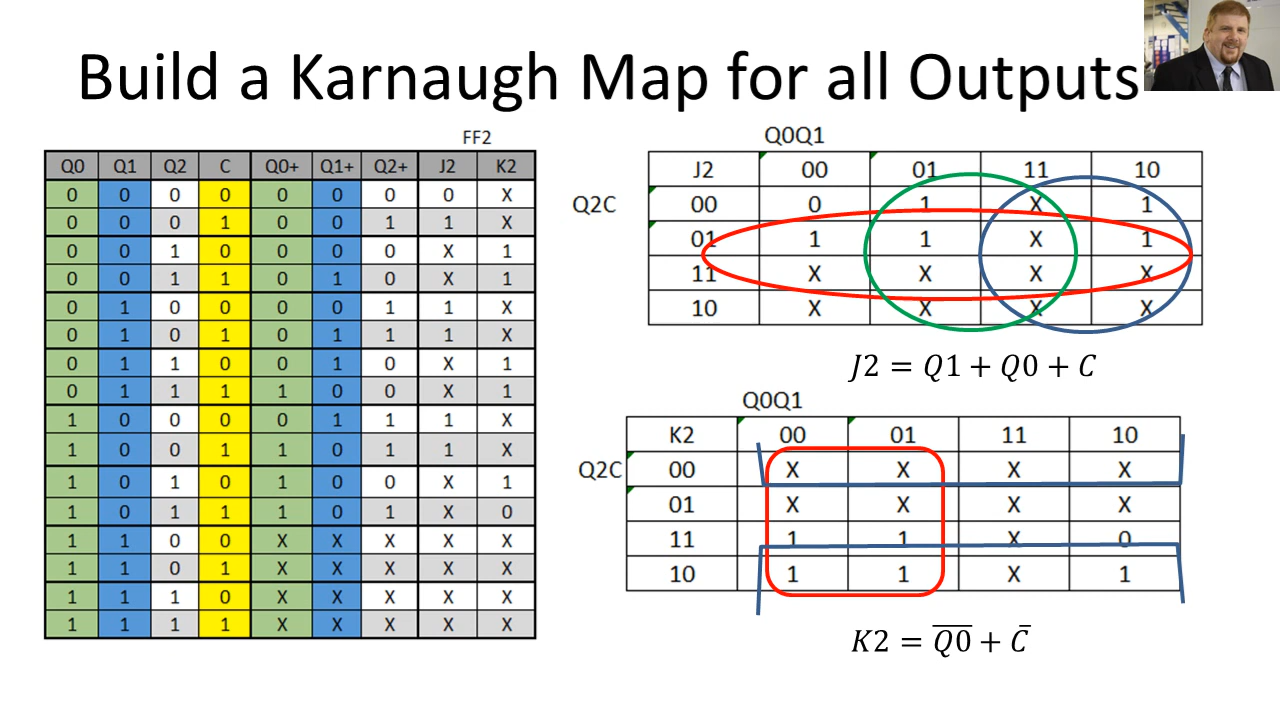 Build a Karnaugh Map for all Outputs
FF2
Q0 Q1 Q2 C Q0+ Q1+ Q2+ J2 K2
0 0 0 0 0 0 0 0 X
0 0 0 1 0 0 1 1 X
0 0 1 0 0 0 0 X 1
0 0 1 1 0 1 0 X 1
0 1 0 0 0 0 1 1 X
0 1 0 1 0 1 1 1 X
0 1 1 0 0 1 0 X 1
0 1 1 1 1 0 0 X 1
1 0 0 0 0 1 1 1 X
1 0 0 1 1 0 1 1 X
1 0 1 0 1 0 0 X 1
1 0 1 1 1 0 1 X 0
1 1 0 0 X X X X X
1 1 0 1 X X X X X
1 1 1 0 X X X X X
1 1 1 1 X X X X X
Q0Q1
J2 00 01 11 10
Q2C 00 0 1 X 1
01 1 1 X 1
11 X X X X
10 X X X X
J2 = Q1 + Q0 + C
Q0Q1
K2 00 01 11 10
Q2C 00 X X X X
01 X X X X
11 1 1 X 0
10 1 1 X 1
K2 = Q̅0̅ + C̅